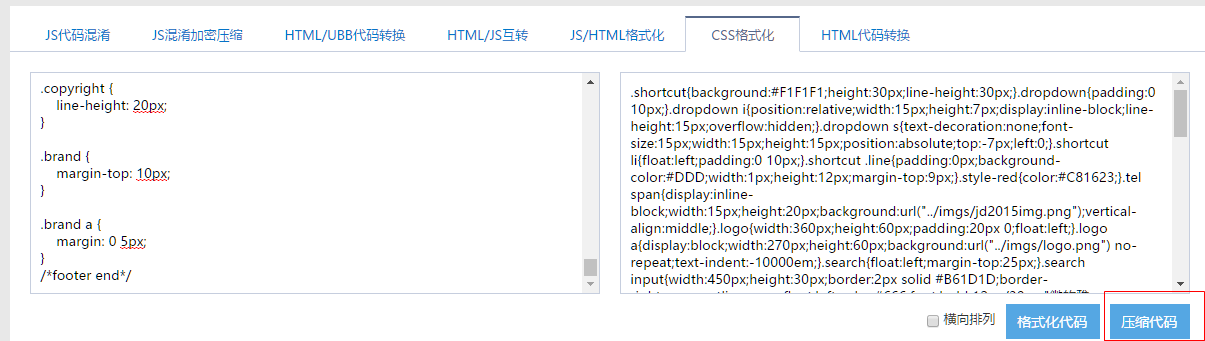 JS代码混淆 JS混淆加密压缩 HTML/UBB代码转换 HTML/JS互转 JS/HTML格式化 CSS格式化 HTML代码转换
.copyright {
line-height: 20px;
}
.brand {
margin-top: 10px;
}
.brand a {
margin: 0 5px;
}
/*footer end*/
.shortcut{background:#F1F1F1;height:30px;line-height:30px;}.dropdown{padding:0
10px;}.dropdown i{position:relative;width:15px;height:7px;display:inline-block;line-
height:15px;overflow:hidden;}.dropdown s{text-decoration:none;font-
size:15px;width:15px;height:15px;position:absolute;top:-7px;left:0;}.shortcut
li{float:left;padding:0 10px;}.shortcut .line{padding:0px;background-
color:#DDD;width:1px;height:12px;margin-top:9px;}.style-red{color:#C81623;}.tel
span{display:inline-
block;width:15px;height:20px;background:url("../imgs/jd2015img.png");vertical-
align:middle;}.logo{width:360px;height:60px;padding:20px 0;float:left;}.logo
a{display:block;width:270px;height:60px;background:url("../imgs/logo.png") no-
repeat;text-indent:-10000em;}.search{float:left;margin-top:25px;}.search
input{width:450px;height:30px;border:2px solid #B61D1D;border-
横向排列 格式化代码 压缩代码